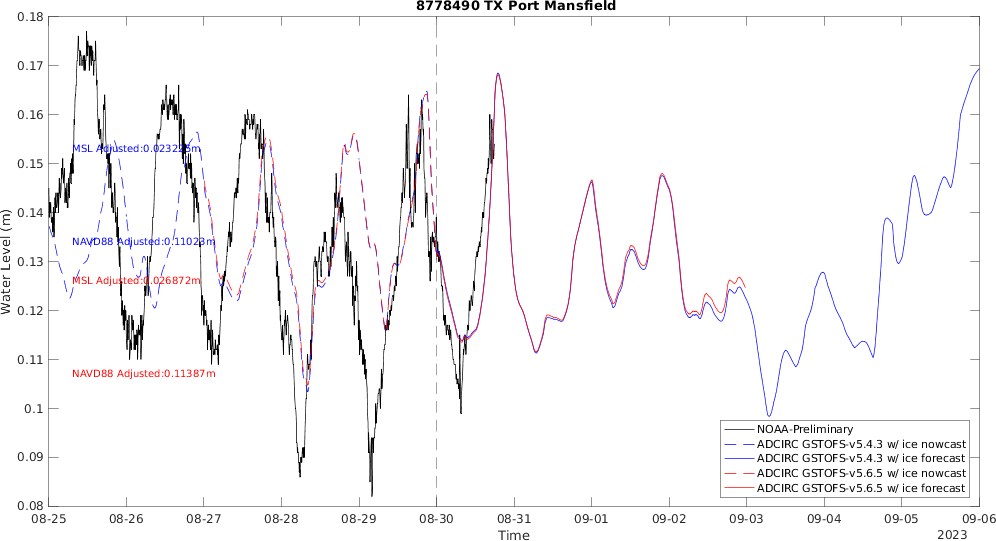 8778490 TX Port Mansfield
0.18
0.17
0.16
0.15
0.14
0.13
0.12
0.11
0.1
0.09
0.08
Water Level (m)
MSL Adjusted:0.023225m
NAVD88 Adjusted:0.11023m
MSL Adjusted:0.026872m
NAVD88 Adjusted:0.11387m
NOAA-Preliminary
ADCIRC GSTOFS-v5.4.3 w/ ice nowcast
ADCIRC GSTOFS-v5.4.3 w/ ice forecast
ADCIRC GSTOFS-v5.6.5 w/ ice nowcast
ADCIRC GSTOFS-v5.6.5 w/ ice forecast
08-25 08-26 08-27 08-28 08-29 08-30 08-31 09-01 09-02 09-03 09-04 09-05 09-06
Time
2023